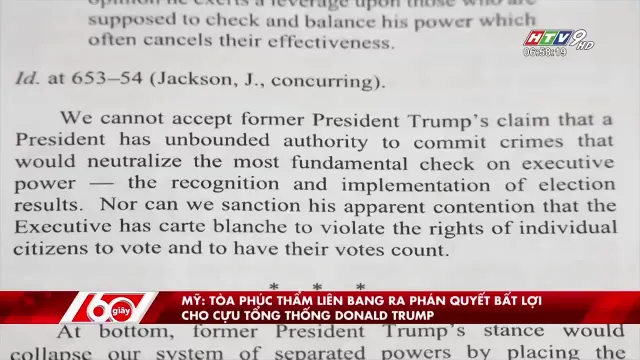 opinion he exerts a leverage upon those who are
supposed to check and balance his power which
often cancels their effectiveness.
HTV9 HD
06:58:19
Id. at 653–54 (Jackson, J., concurring).
We cannot accept former President Trump's claim that a
President has unbounded authority to commit crimes that
would neutralize the most fundamental check on executive
power — the recognition and implementation of election
results. Nor can we sanction his apparent contention that the
Executive has carte blanche to violate the rights of individual
citizens to vote and to have their votes count.
* * *
60 giây
MỸ: TÒA PHÚC THẨM LIÊN BANG RA PHÁN QUYẾT BẤT LỢI
CHO CỰU TỔNG THỐNG DONALD TRUMP
At bottom, former President Trump's stance would
collapse our system of separated powers by placing the